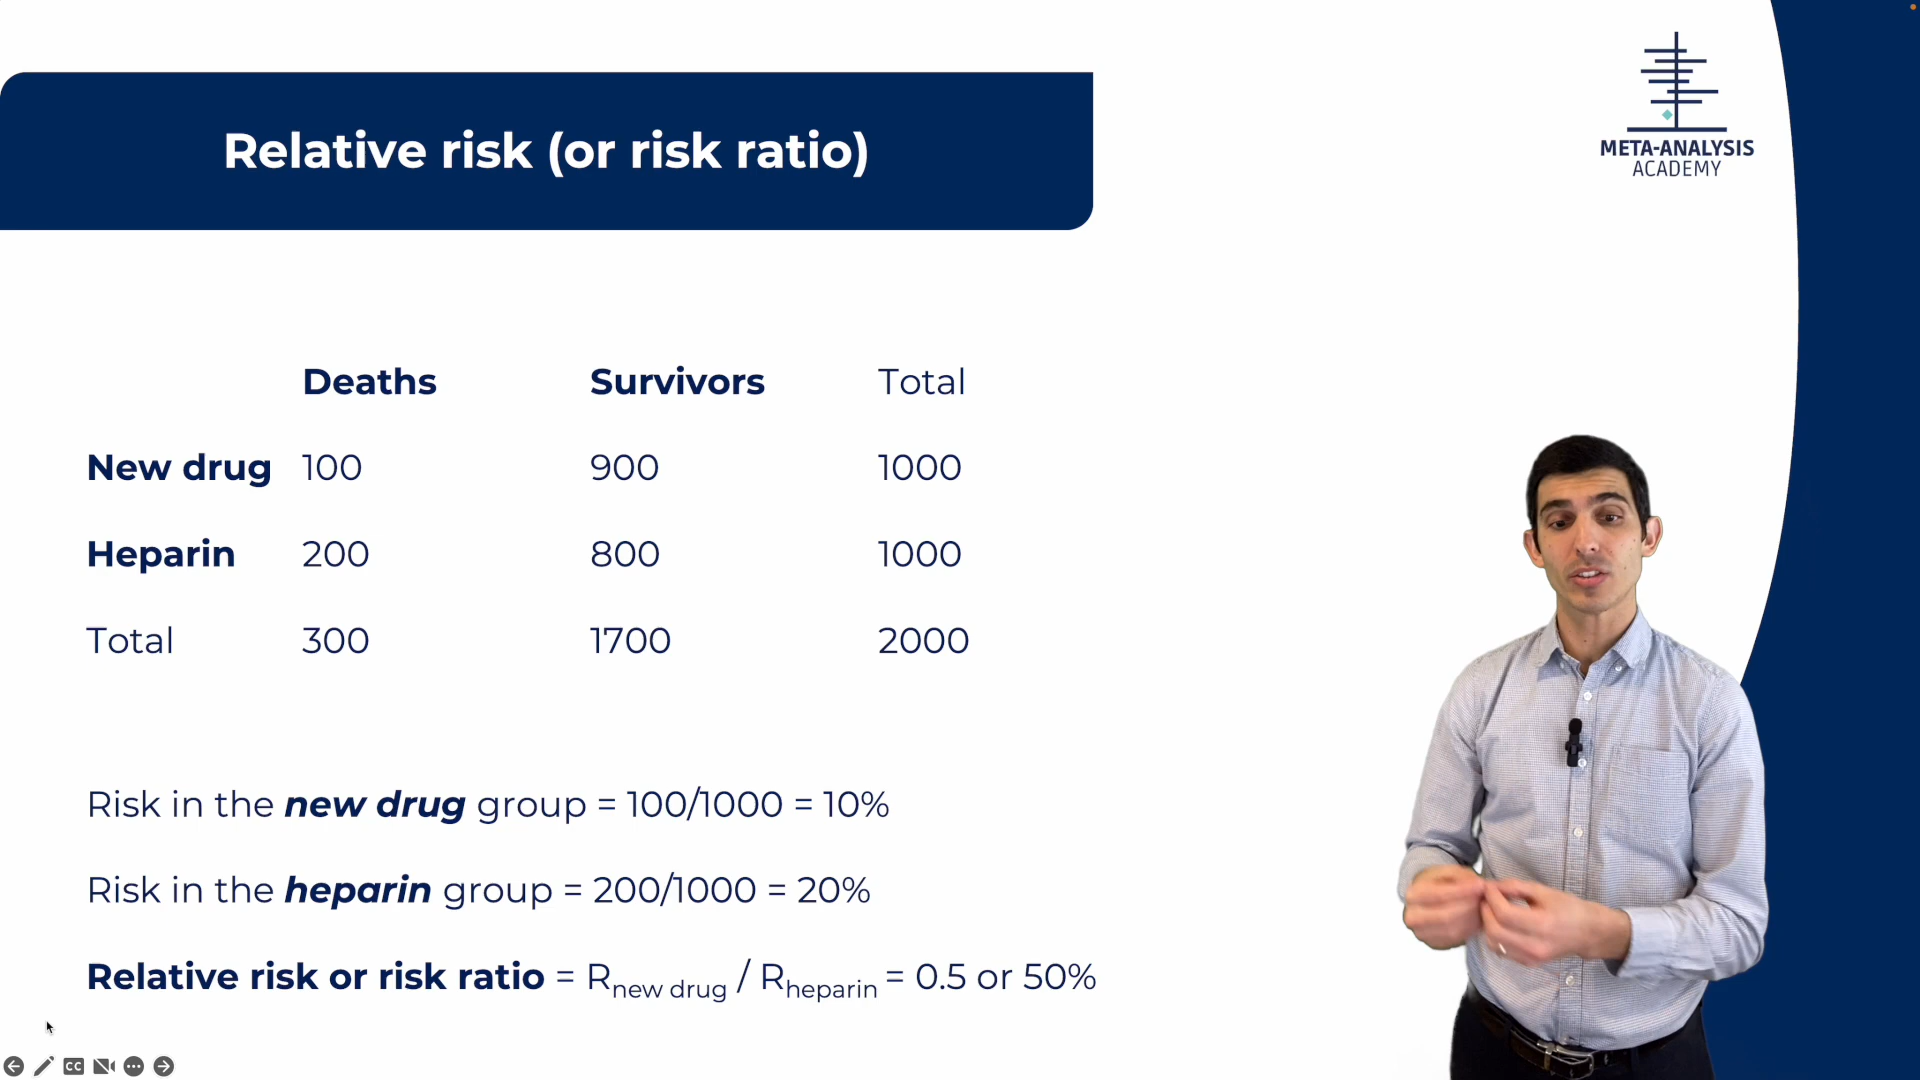 Relative risk (or risk ratio)
META-ANALYSIS
ACADEMY
Deaths Survivors Total
New drug 100 900 1000
Heparin 200 800 1000
Total 300 1700 2000
Risk in the new drug group = 100/1000 = 10%
Risk in the heparin group = 200/1000 = 20%
Relative risk or risk ratio = Rnew drug / Rheparin = 0.5 or 50%
CC